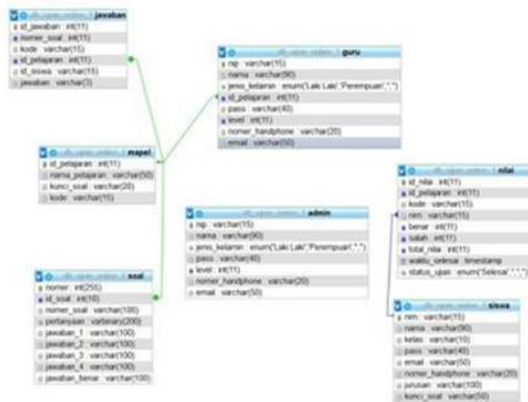 jawaban
id_jawaban int(11)
nomer_soal int(11)
kode varchar(15)
id_pelajaran int(11)
id_siswa varchar(15)
jawaban varchar(3)
guru
nip varchar(15)
nama varchar(90)
jenis_kelamin enum('Laki Laki','Perempuan','','')
id_pelajaran int(11)
pass varchar(40)
level int(11)
nomer_handphone varchar(20)
email varchar(50)
mapel
id_pelajaran int(11)
nama_pelajaran varchar(50)
kunci_soal varchar(20)
kode varchar(15)
nilai
id_nilai int(11)
id_pelajaran int(11)
kode varchar(15)
nim varchar(15)
benar int(11)
salah int(11)
total_nilai int(11)
waktu_selesai timestamp
status_ujian enum('Selesai','','','')
admin
nip varchar(15)
nama varchar(90)
jenis_kelamin enum('Laki Laki','Perempuan','','')
pass varchar(40)
level int(11)
nomer_handphone varchar(20)
email varchar(50)
soal
nomer int(255)
id_soal int(10)
nomer_soal varchar(100)
pertanyaan varbinary(200)
jawaban_1 varchar(100)
jawaban_2 varchar(100)
jawaban_3 varchar(100)
jawaban_4 varchar(100)
jawaban_benar varchar(100)
siswa
nim varchar(15)
nama varchar(90)
kelas varchar(10)
pass varchar(40)
email varchar(50)
nomer_handphone varchar(20)
jurusan varchar(100)
kunci_soal varchar(50)